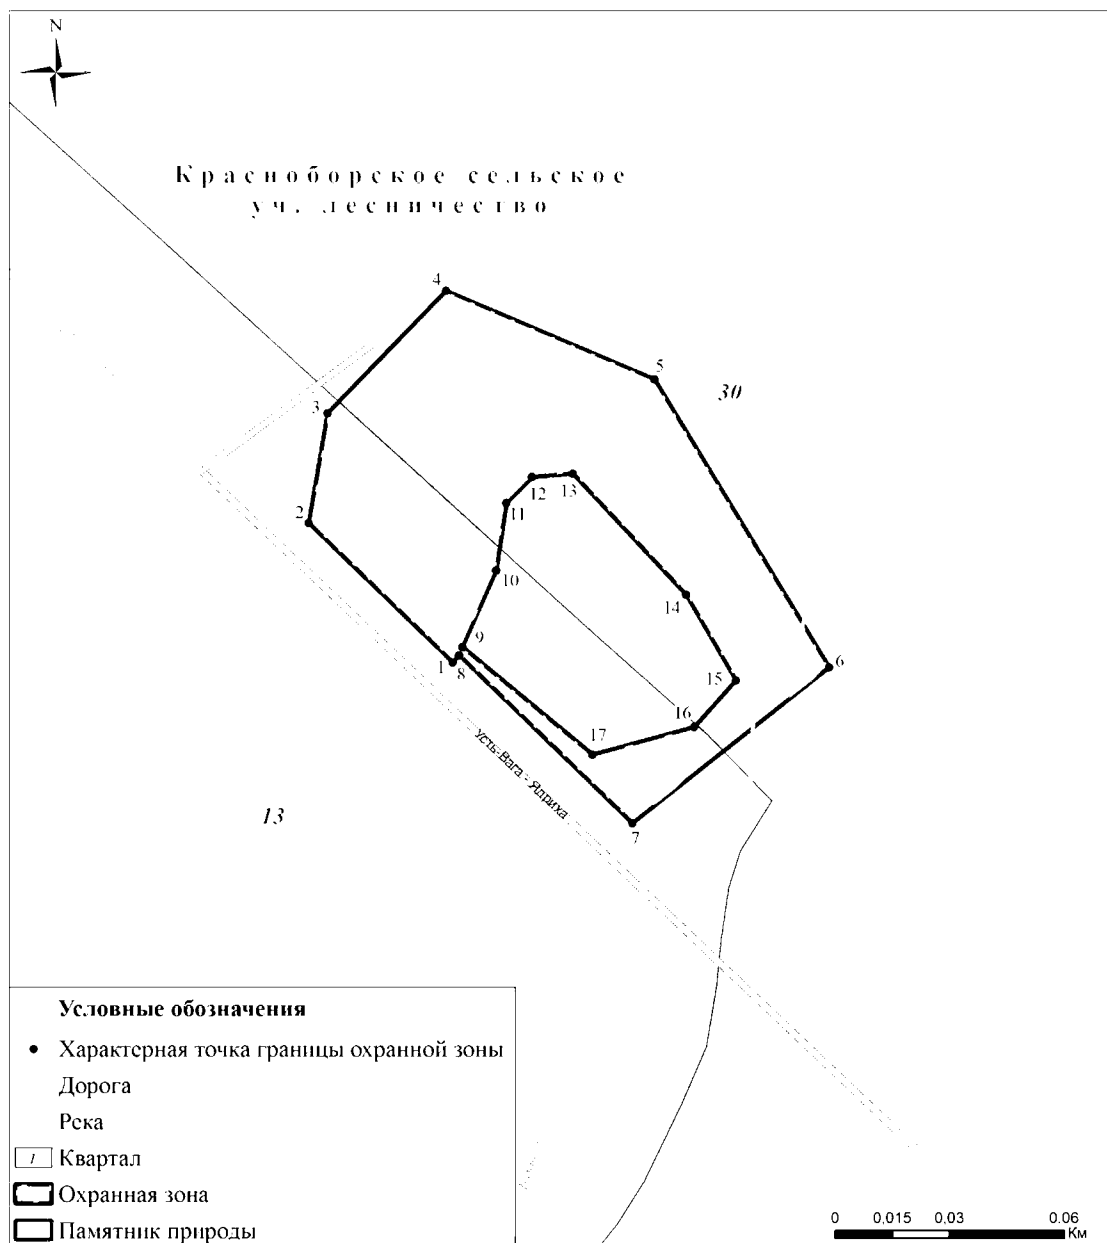 N
Красноборское сельское
уч. лесничество
4
5
30
3
12
13
11
2
10
14
9
1
8
15
6
16
17
Усть-Вага - Ядриха
13
7
Условные обозначения
Характерная точка границы охранной зоны
Дорога
Река
1 Квартал
Охранная зона
Памятник природы
0 0,015 0,03 0.06
Км